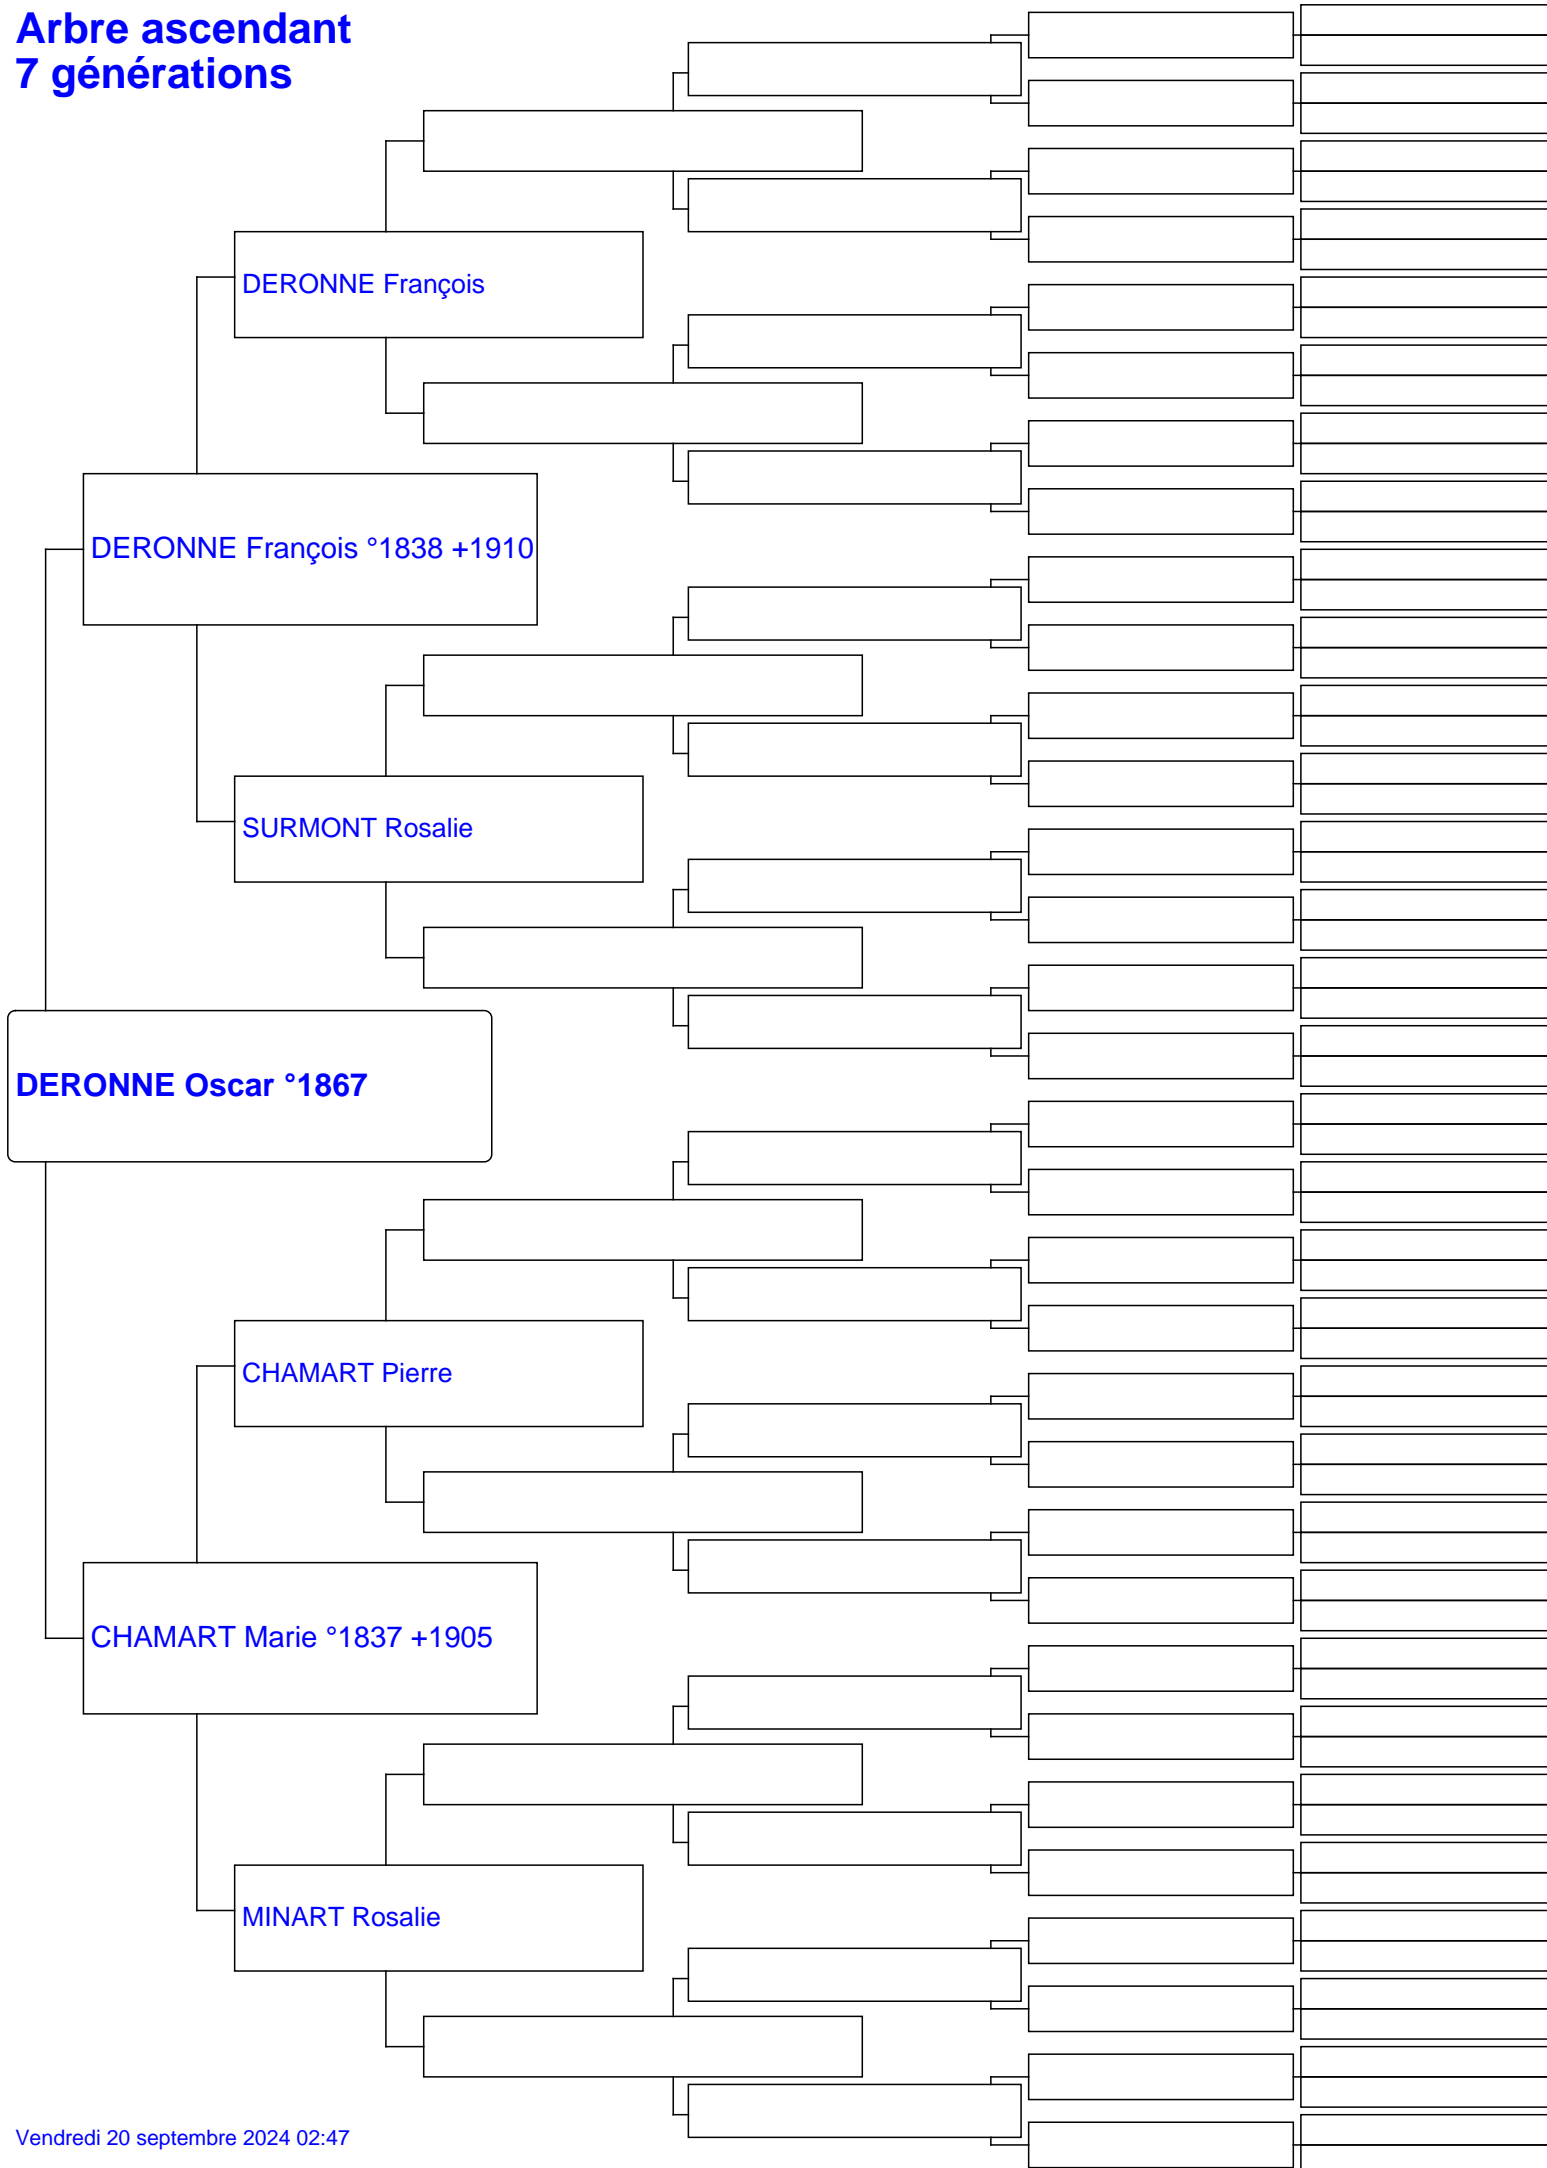 Arbre ascendant
7 générations
DERONNE François
DERONNE François °1838 +1910
SURMONT Rosalie
DERONNE Oscar °1867
CHAMART Pierre
CHAMART Marie °1837 +1905
MINART Rosalie
Vendredi 20 septembre 2024 02:47